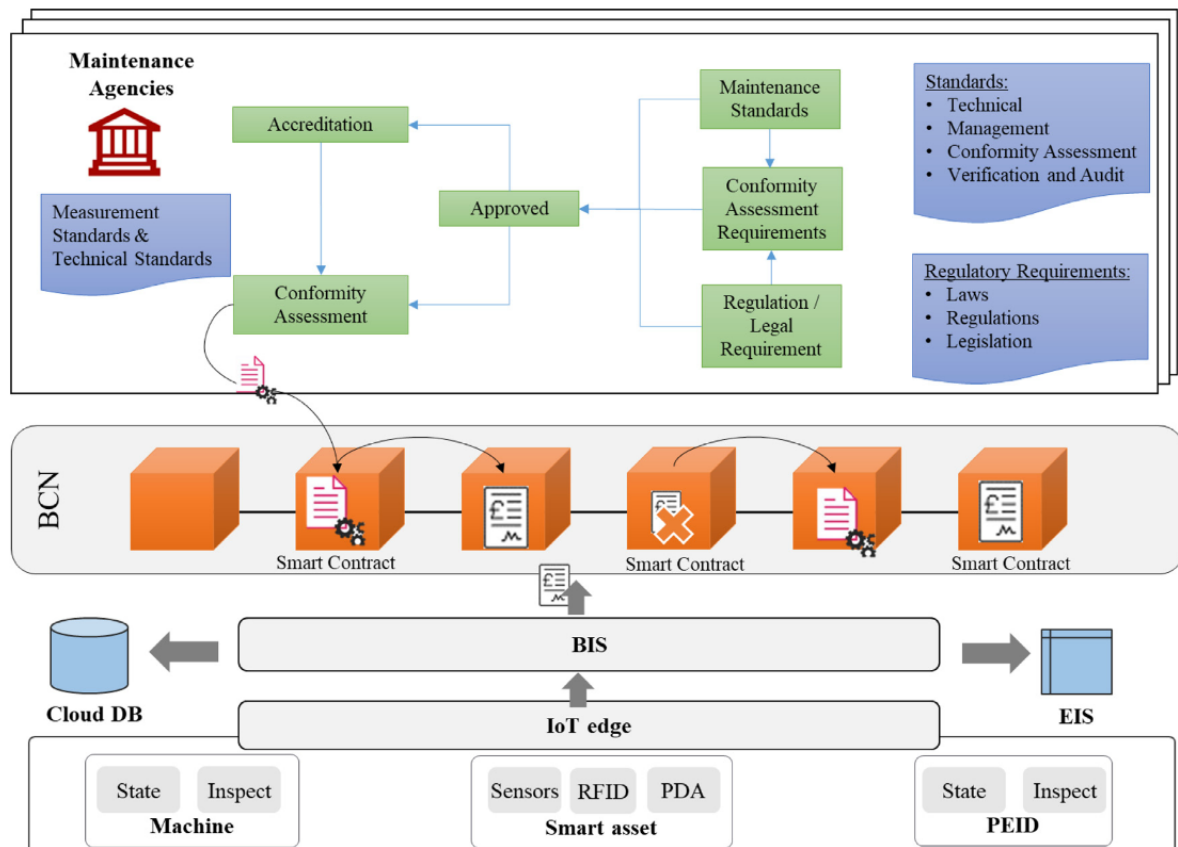 Maintenance
Agencies
Measurement
Standards &
Technical Standards
Accreditation
Conformity
Assessment
Approved
Maintenance
Standards
Conformity
Assessment
Requirements
Regulation /
Legal
Requirement
Standards:
• Technical
• Management
• Conformity Assessment
• Verification and Audit
Regulatory Requirements:
• Laws
• Regulations
• Legislation
BCN
£
£
£
Smart Contract
Smart Contract
Smart Contract
£
BIS
Cloud DB
EIS
IoT edge
State
Inspect
Machine
Sensors
RFID
PDA
Smart asset
State
Inspect
PEID